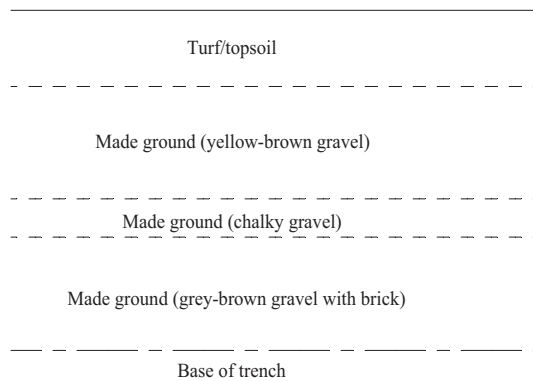 Turf/topsoil
Made ground (yellow-brown gravel)
Made ground (chalky gravel)
Made ground (grey-brown gravel with brick)
Base of trench